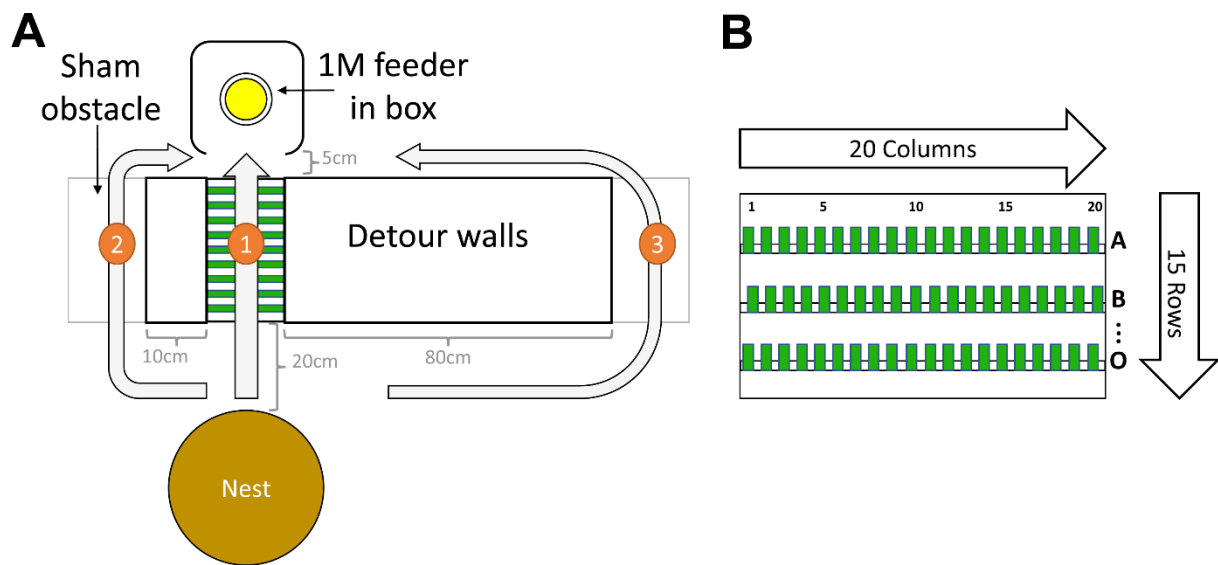 A
Sham
obstacle
1M feeder
in box
5cm
2
1
Detour walls
3
10cm
20cm
80cm
Nest
B
20 Columns
1 5 10 15 20
A
B
⋮
O
15 Rows